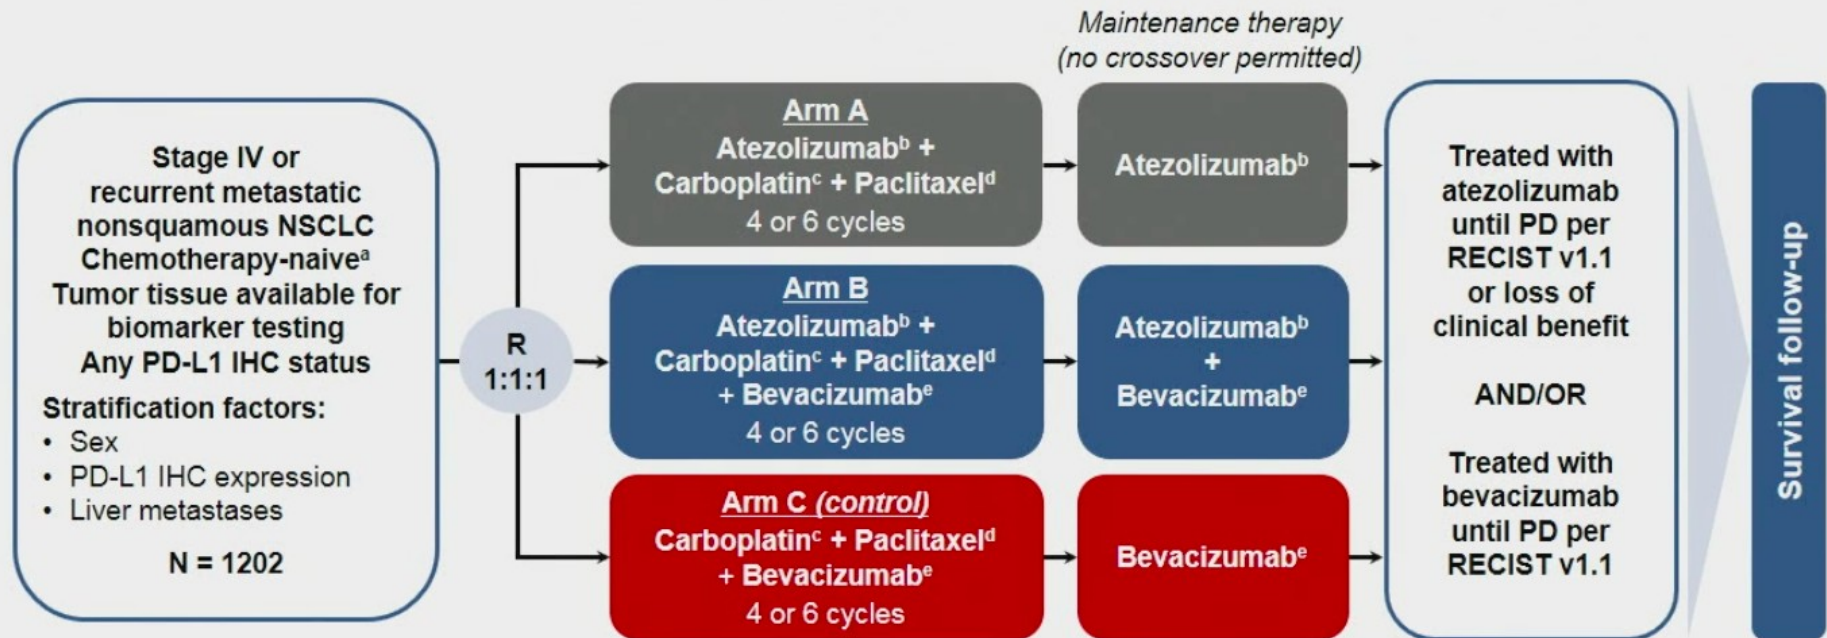 Maintenance therapy
(no crossover permitted)
Stage IV or
recurrent metastatic
nonsquamous NSCLC
Chemotherapy-naiveᵃ
Tumor tissue available for
biomarker testing
Any PD-L1 IHC status
Stratification factors:
• Sex
• PD-L1 IHC expression
• Liver metastases
N = 1202
R
1:1:1
Arm A
Atezolizumabᵇ +
Carboplatinᶜ + Paclitaxelᵈ
4 or 6 cycles
Atezolizumabᵇ
Arm B
Atezolizumabᵇ +
Carboplatinᶜ + Paclitaxelᵈ
+ Bevacizumabᵉ
4 or 6 cycles
Atezolizumabᵇ
+
Bevacizumabᵉ
Arm C (control)
Carboplatinᶜ + Paclitaxelᵈ
+ Bevacizumabᵉ
4 or 6 cycles
Bevacizumabᵉ
Treated with
atezolizumab
until PD per
RECIST v1.1
or loss of
clinical benefit
AND/OR
Treated with
bevacizumab
until PD per
RECIST v1.1
Survival follow-up